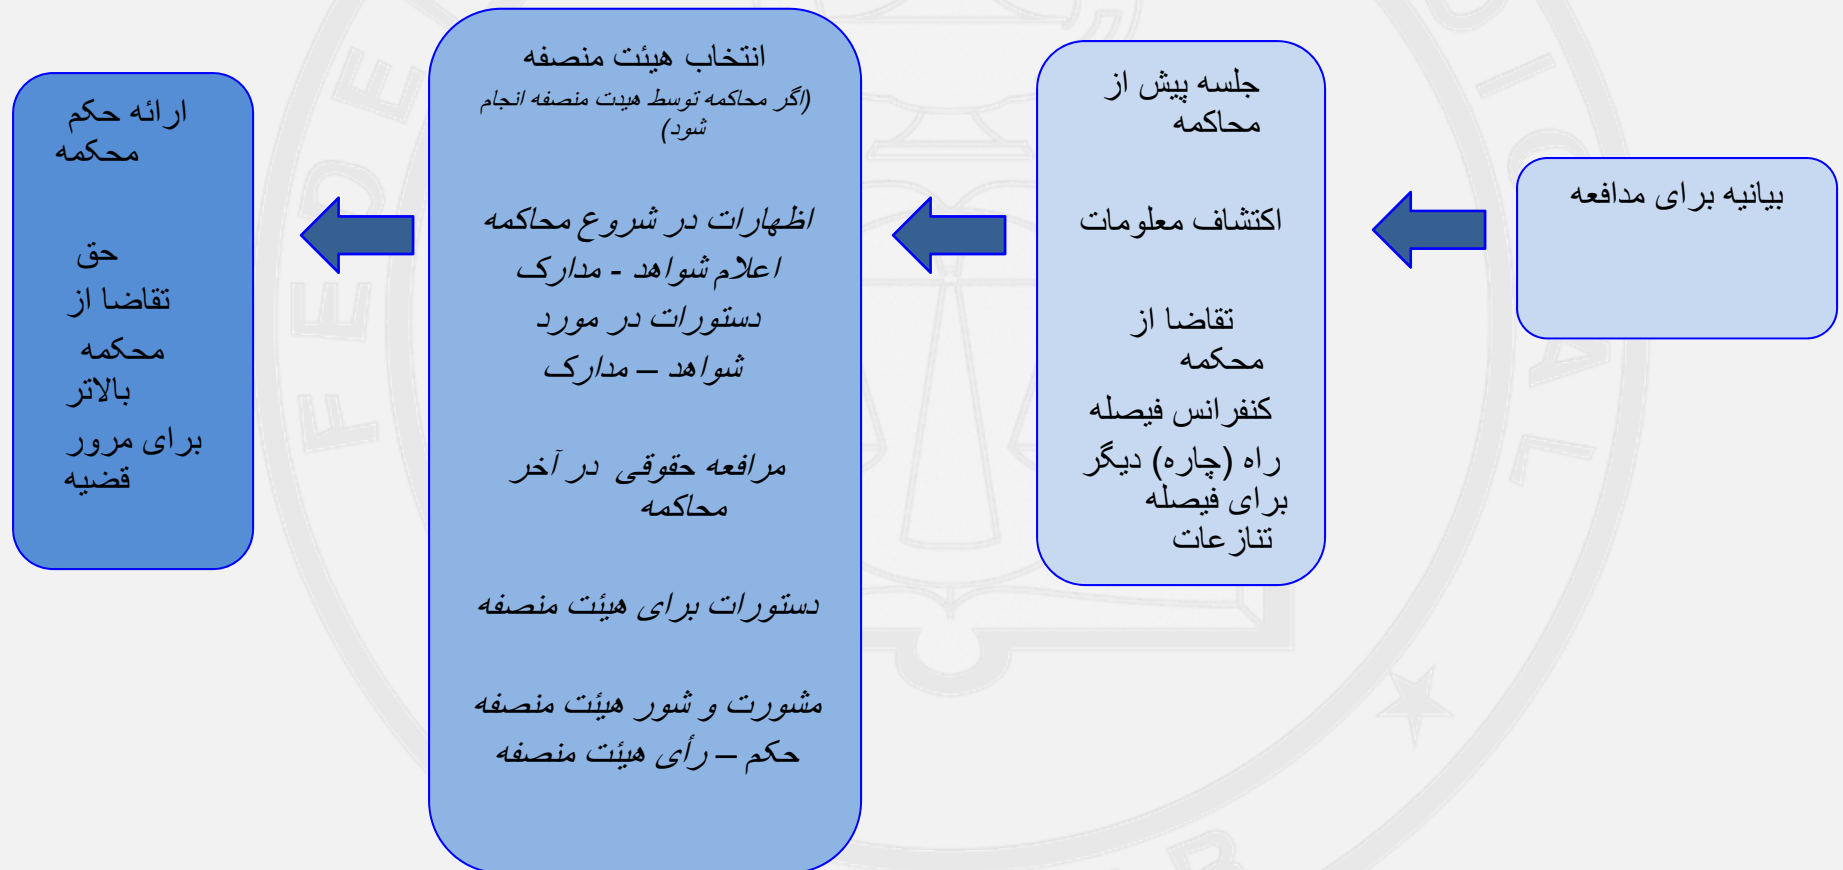 بیانیه برای مدافعه
جلسه پیش از
محاکمه
اکتشاف معلومات
تقاضا از
محکمه
کنفرانس فیصله
راه (چاره) دیگر
برای فیصله
تنازعات
انتخاب هیئت منصفه
(اگر محاکمه توسط هیدت منصفه انجام
شود)
اظهارات در شروع محاکمه
اعلام شواهد - مدارک
دستورات در مورد
شواهد – مدارک
مرافعه حقوقی در آخر
محاکمه
دستورات برای هیئت منصفه
مشورت و شور هیئت منصفه
حکم – رأی هیئت منصفه
ارائه حکم
محکمه
حق
تقاضا از
محکمه
بالاتر
برای مرور
قضیه